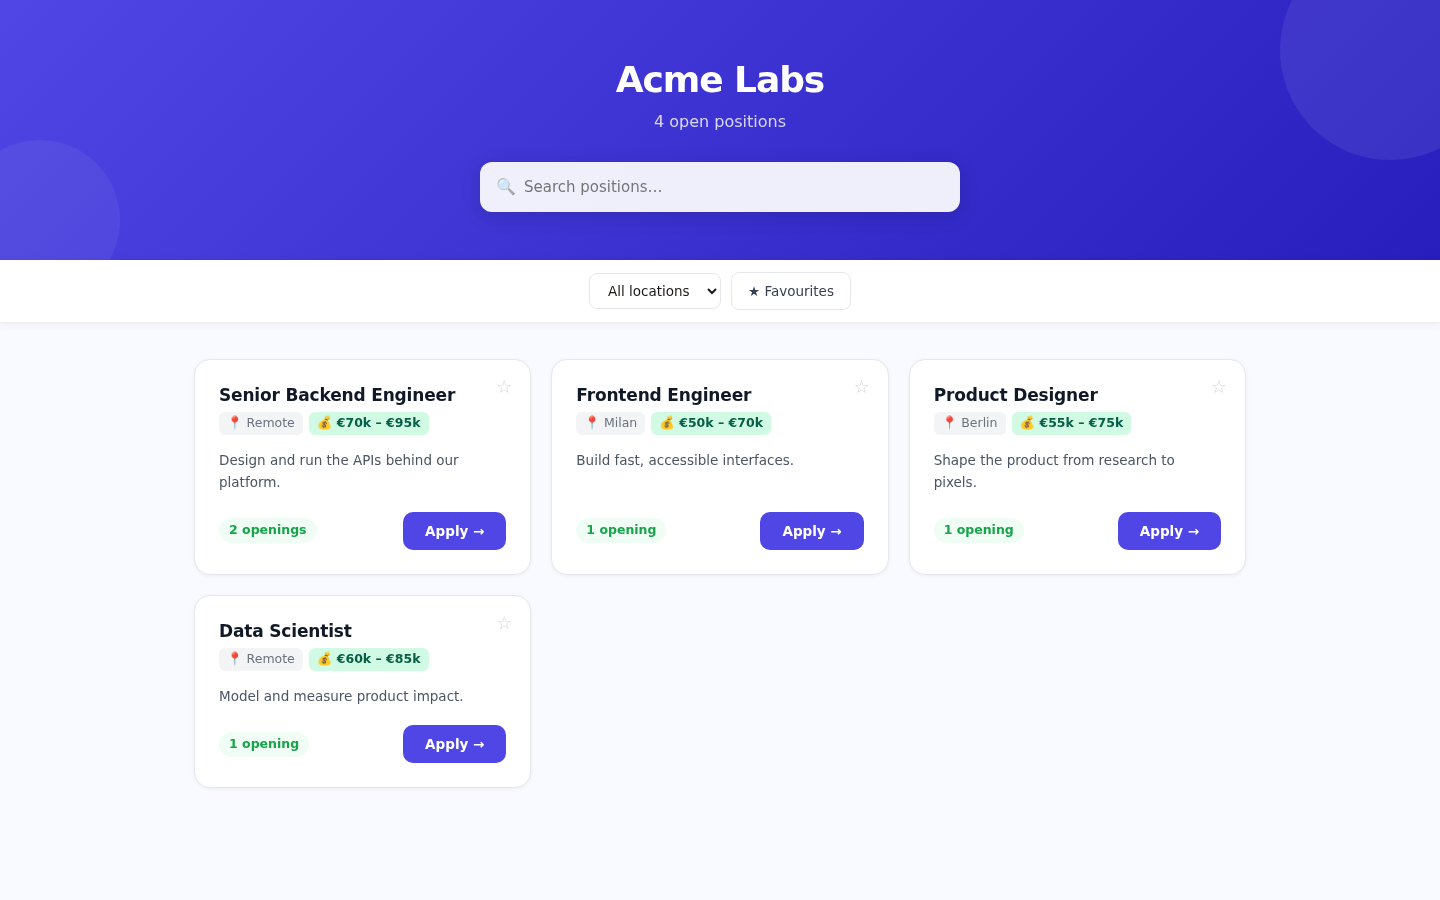 Acme Labs
4 open positions
🔍 Search positions...
All locations
★ Favourites
Senior Backend Engineer ☆
📍 Remote 💰 €70k – €95k
Design and run the APIs behind our
platform.
2 openings Apply →
Frontend Engineer ☆
📍 Milan 💰 €50k – €70k
Build fast, accessible interfaces.
1 opening Apply →
Product Designer ☆
📍 Berlin 💰 €55k – €75k
Shape the product from research to
pixels.
1 opening Apply →
Data Scientist ☆
📍 Remote 💰 €60k – €85k
Model and measure product impact.
1 opening Apply →